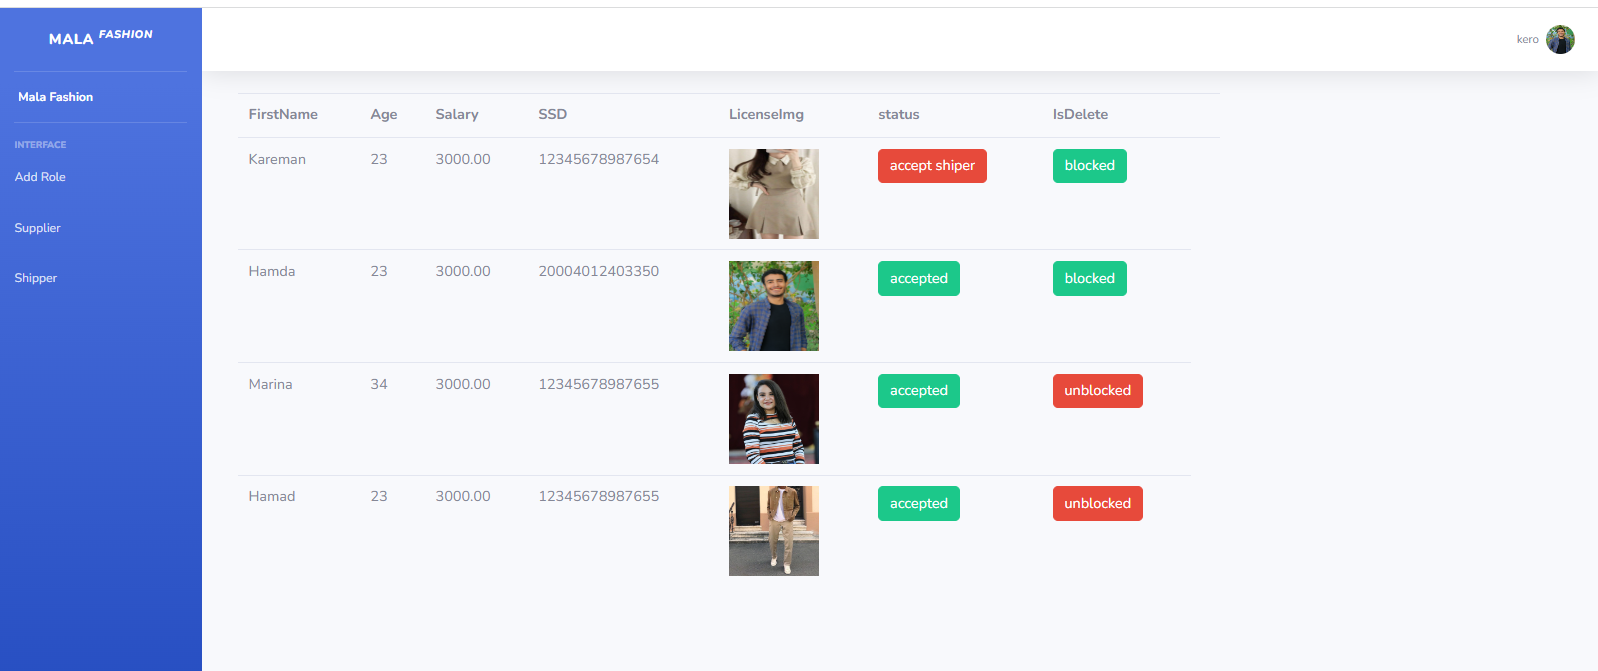 MALA FASHION
kero
Mala Fashion
INTERFACE
Add Role
Supplier
Shipper
FirstName Age Salary SSD LicenseImg status IsDelete
Kareman 23 3000.00 12345678987654 accept shiper blocked
Hamda 23 3000.00 20004012403350 accepted blocked
Marina 34 3000.00 12345678987655 accepted unblocked
Hamad 23 3000.00 12345678987655 accepted unblocked